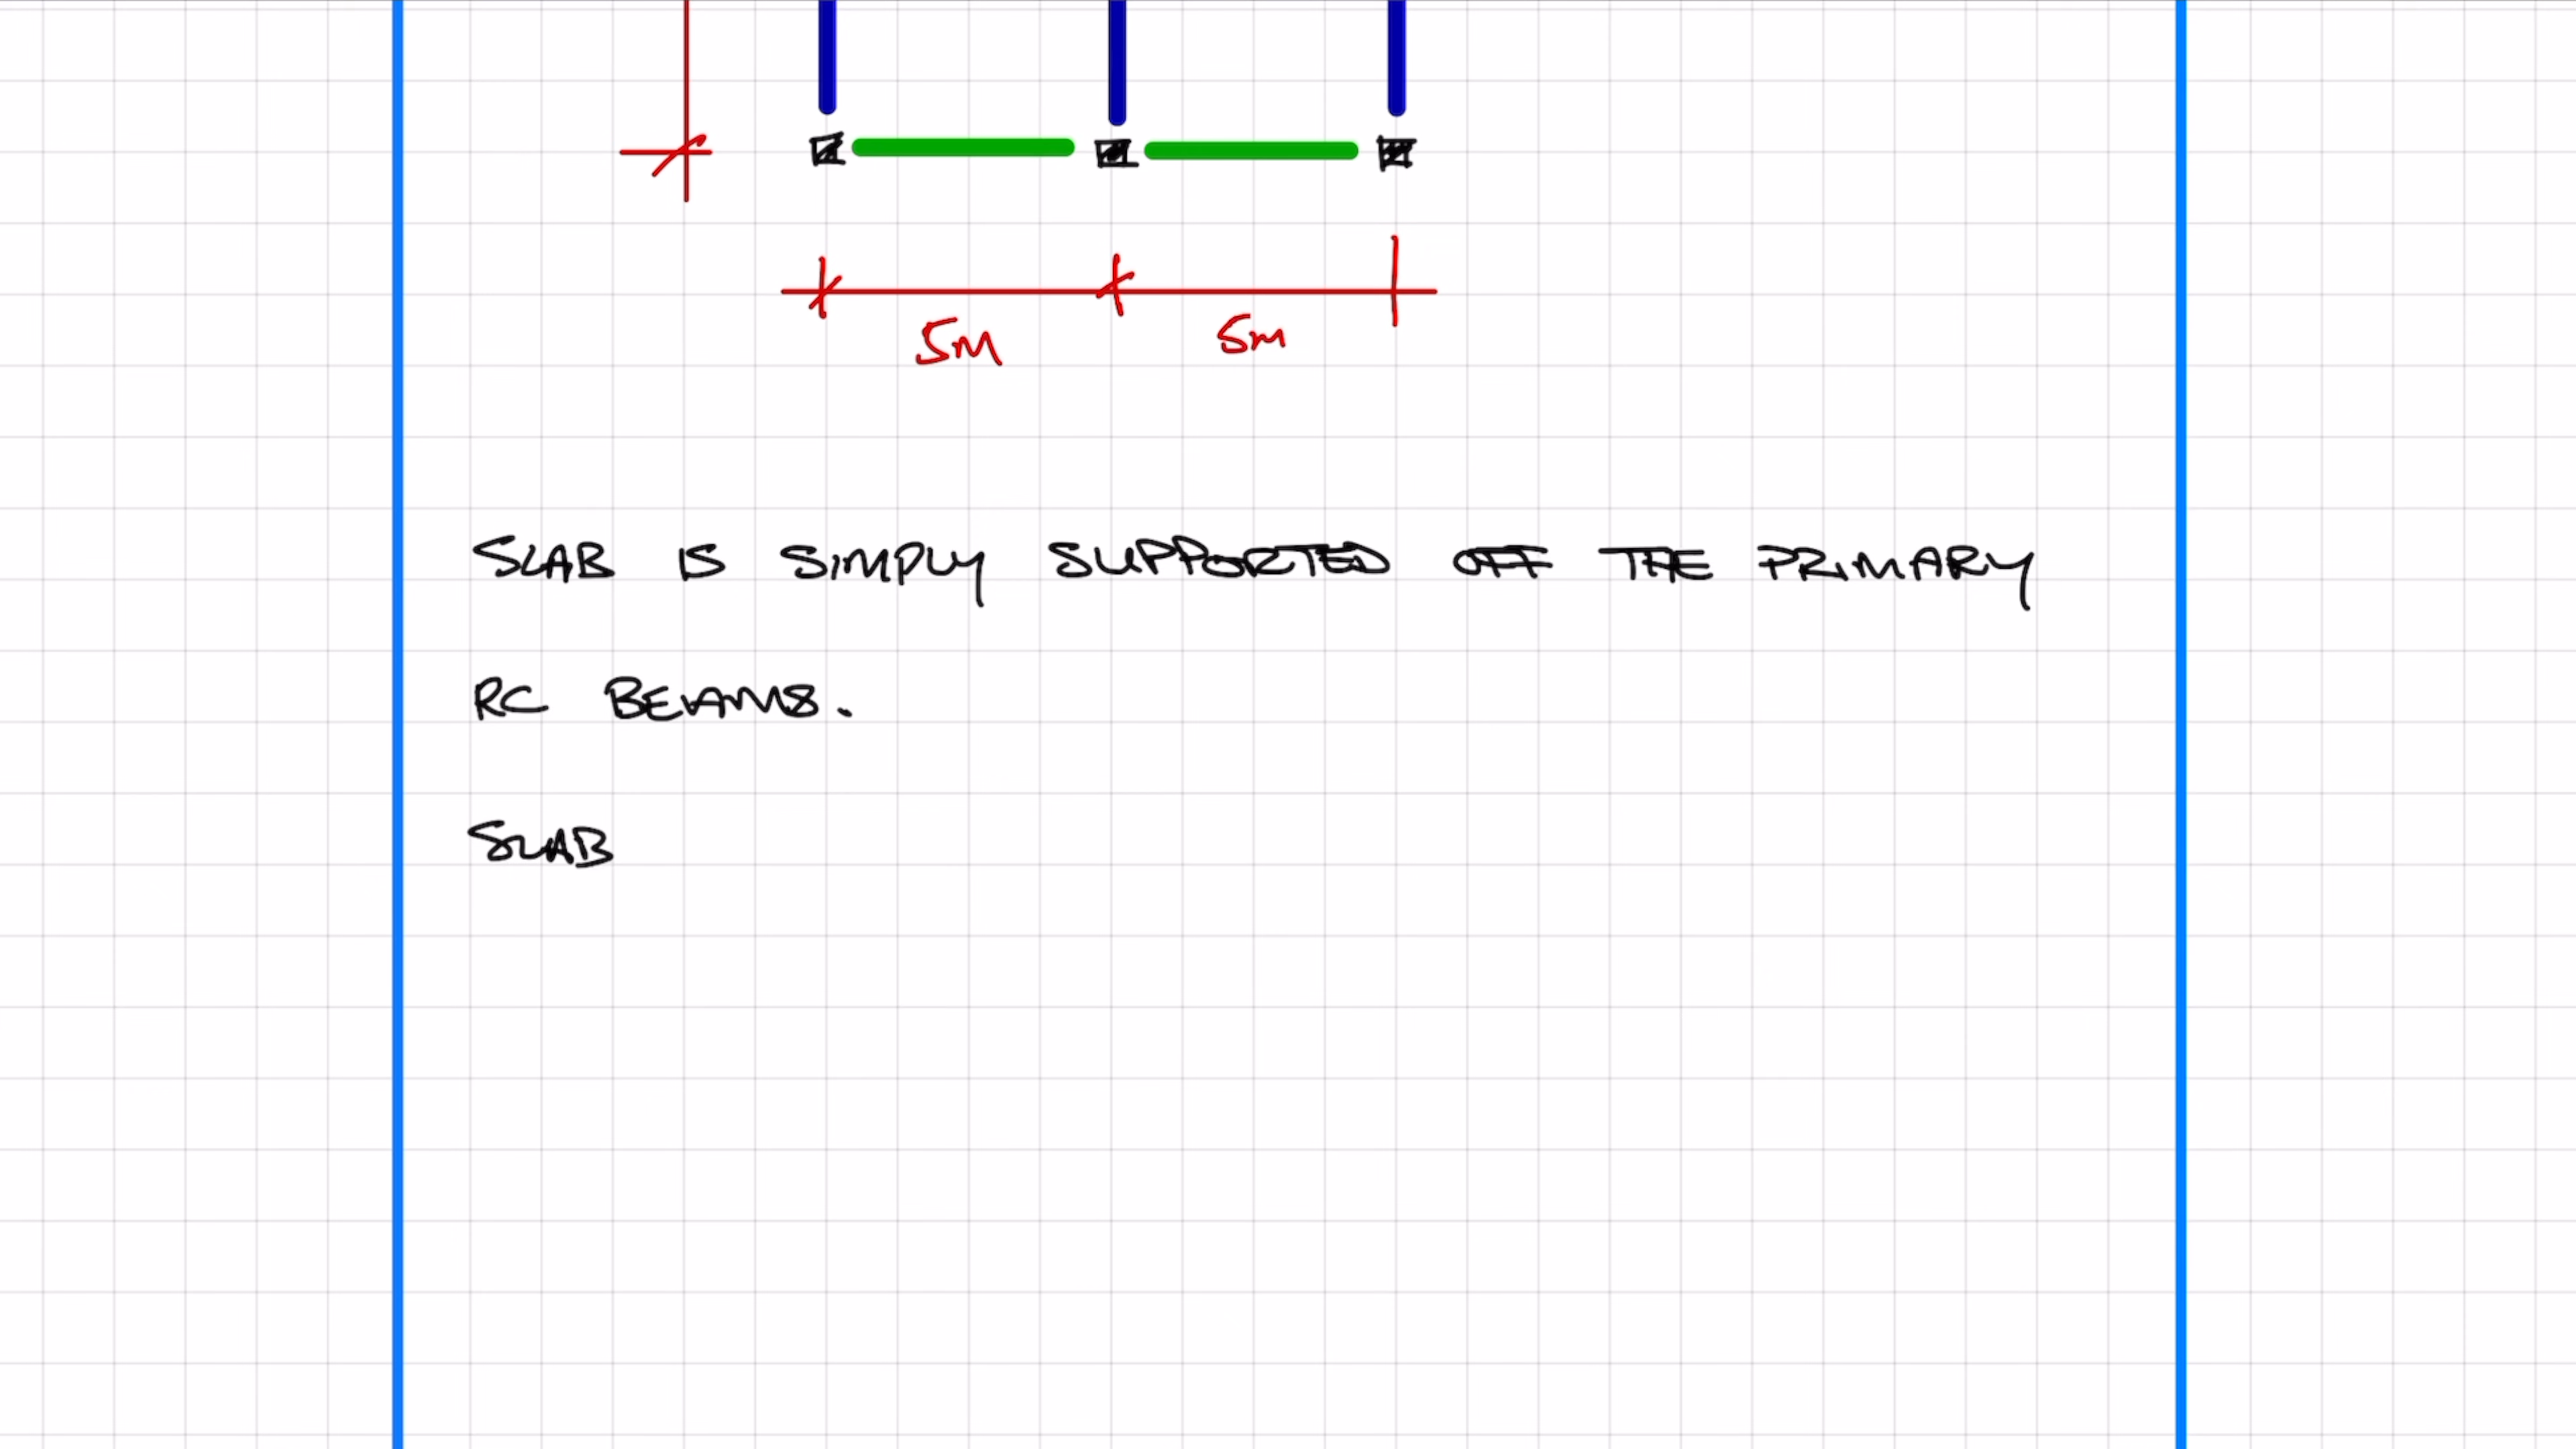 5m 5m
SLAB IS SIMPLY SUPPORTED OFF THE PRIMARY
RC BEAMS.
SLAB